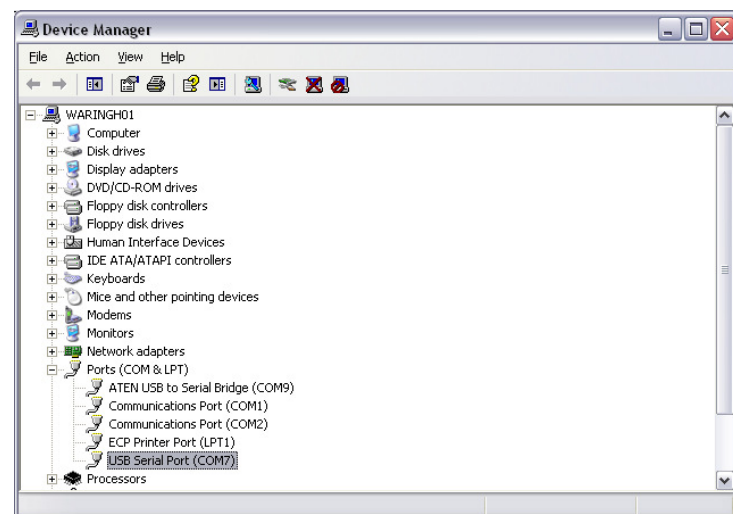 Device Manager
File Action View Help
WARINGH01
Computer
Disk drives
Display adapters
DVD/CD-ROM drives
Floppy disk controllers
Floppy disk drives
Human Interface Devices
IDE ATA/ATAPI controllers
Keyboards
Mice and other pointing devices
Modems
Monitors
Network adapters
Ports (COM & LPT)
ATEN USB to Serial Bridge (COM9)
Communications Port (COM1)
Communications Port (COM2)
ECP Printer Port (LPT1)
USB Serial Port (COM7)
Processors